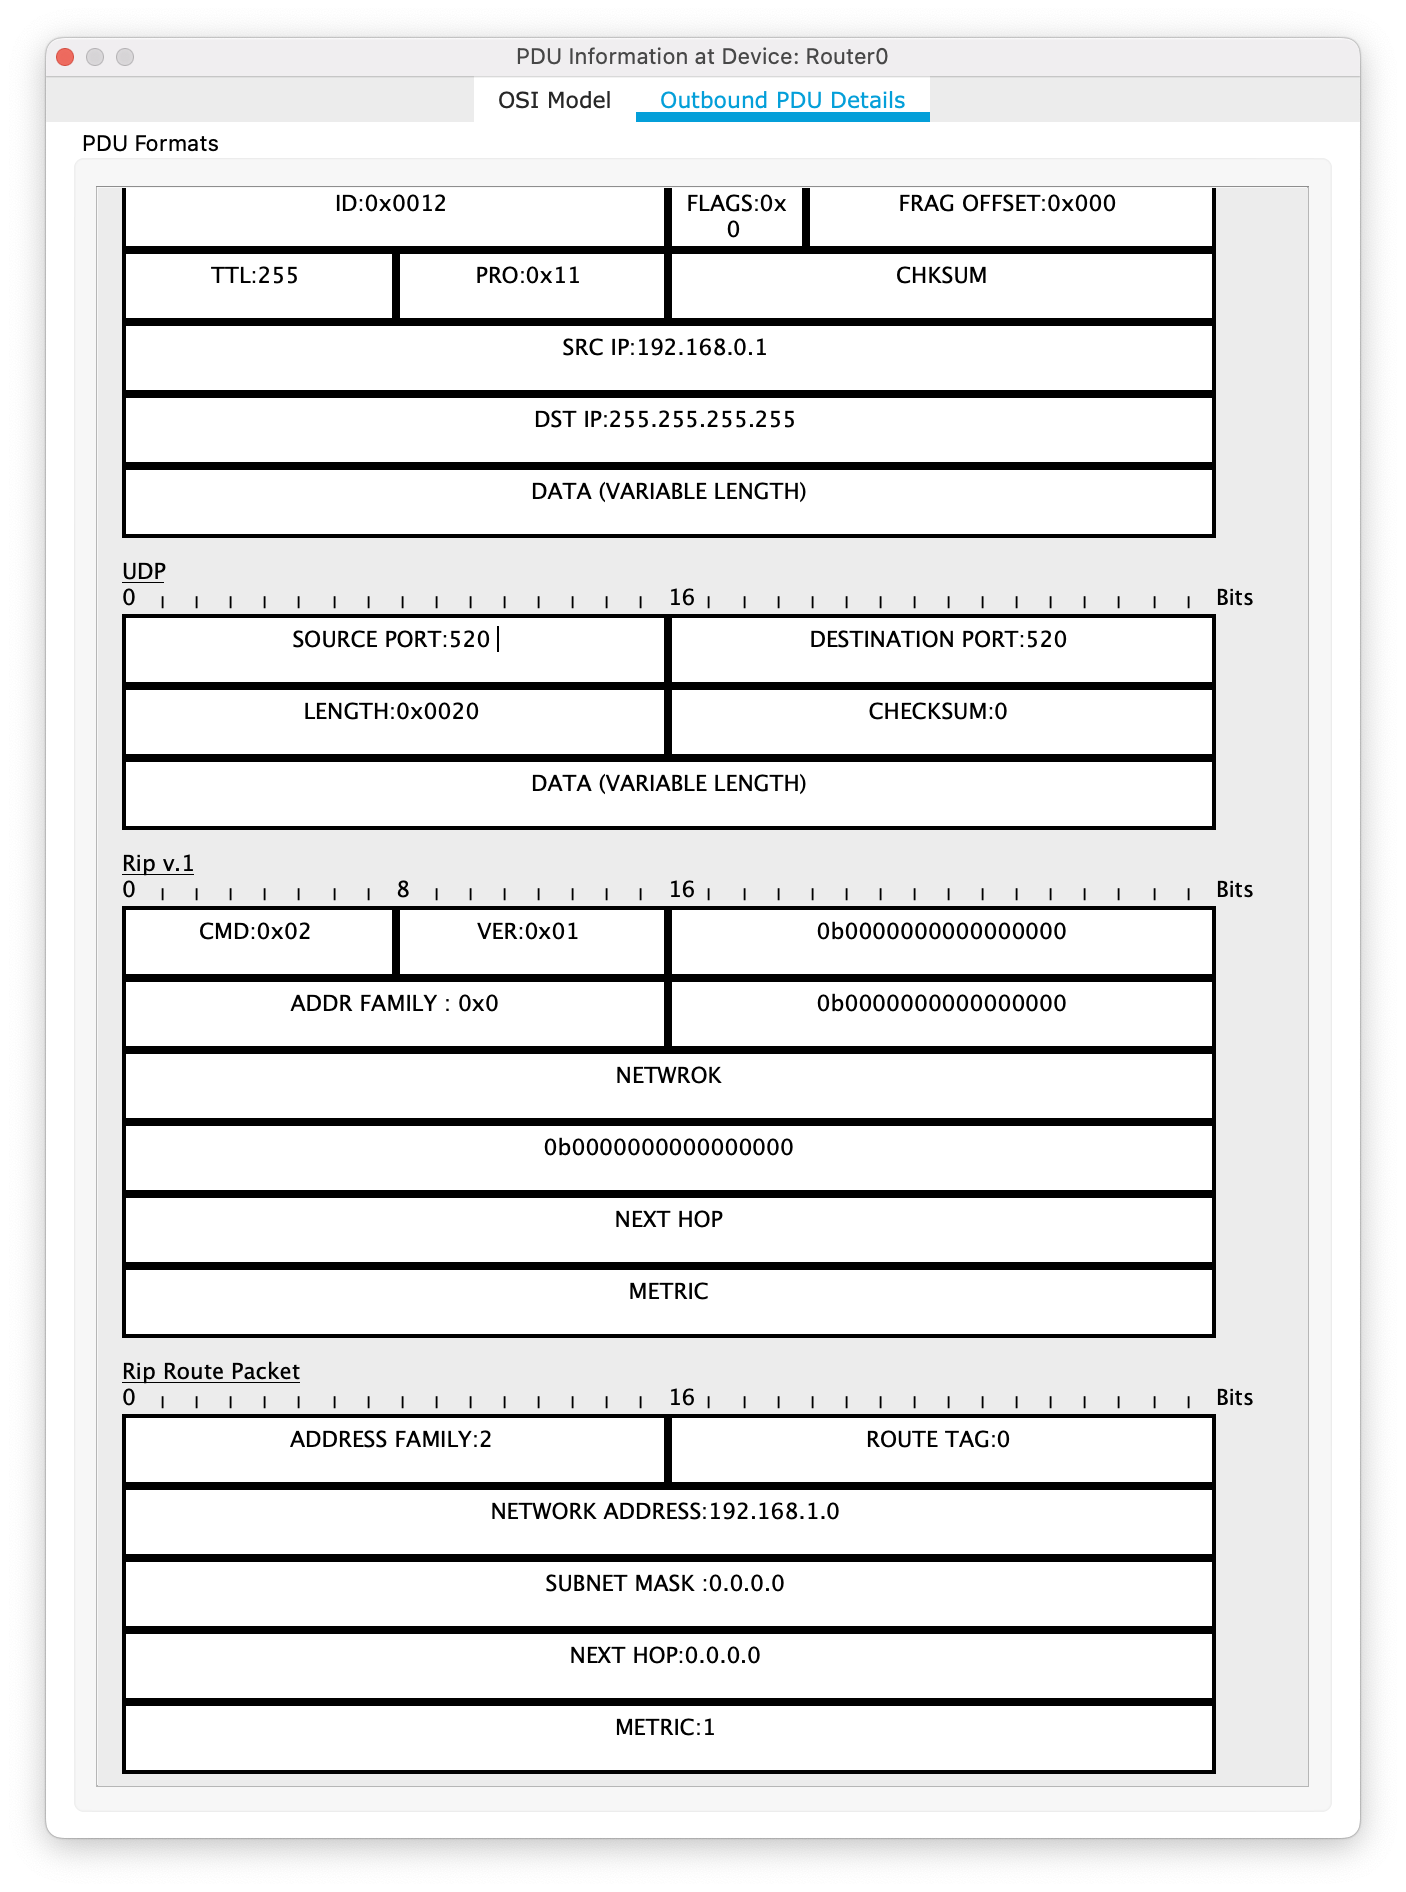 PDU Information at Device: Router0
OSI Model Outbound PDU Details
PDU Formats
ID:0x0012 FLAGS:0x FRAG OFFSET:0x000
0
TTL:255 PRO:0x11 CHKSUM
SRC IP:192.168.0.1
DST IP:255.255.255.255
DATA (VARIABLE LENGTH)
UDP
0 16 Bits
SOURCE PORT:520 DESTINATION PORT:520
LENGTH:0x0020 CHECKSUM:0
DATA (VARIABLE LENGTH)
Rip v.1
0 8 16 Bits
CMD:0x02 VER:0x01 0b0000000000000000
ADDR FAMILY : 0x0 0b0000000000000000
NETWROK
0b0000000000000000
NEXT HOP
METRIC
Rip Route Packet
0 16 Bits
ADDRESS FAMILY:2 ROUTE TAG:0
NETWORK ADDRESS:192.168.1.0
SUBNET MASK :0.0.0.0
NEXT HOP:0.0.0.0
METRIC:1